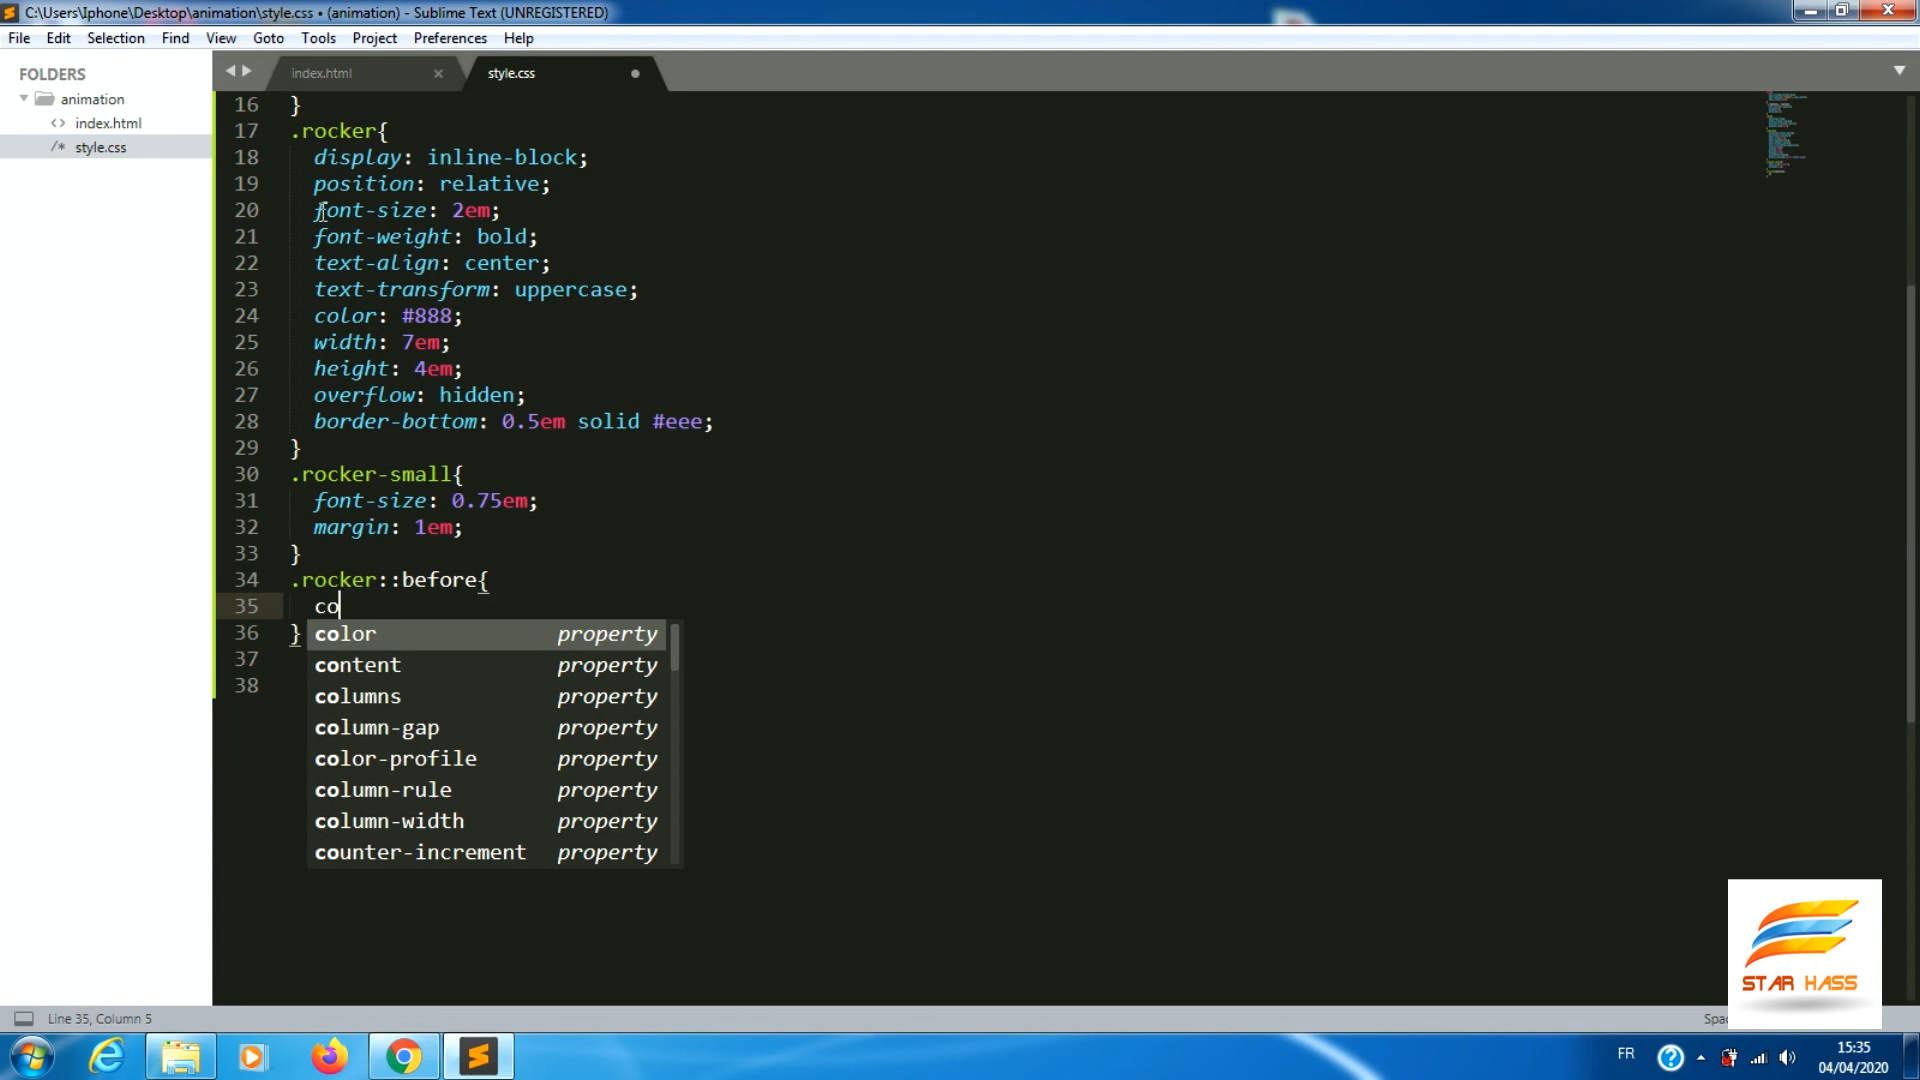 C:\Users\Iphone\Desktop\animation\style.css • (animation) - Sublime Text (UNREGISTERED)
File Edit Selection Find View Goto Tools Project Preferences Help
FOLDERS
animation
<> index.html
/* style.css
index.html × style.css
16 }
17 .rocker{
18 display: inline-block;
19 position: relative;
20 font-size: 2em;
21 font-weight: bold;
22 text-align: center;
23 text-transform: uppercase;
24 color: #888;
25 width: 7em;
26 height: 4em;
27 overflow: hidden;
28 border-bottom: 0.5em solid #eee;
29 }
30 .rocker-small{
31 font-size: 0.75em;
32 margin: 1em;
33 }
34 .rocker::before{
35 co
36 }
37
38
color property
content property
columns property
column-gap property
color-profile property
column-rule property
column-width property
counter-increment property
STAR HASS
Line 35, Column 5
FR
15:35
04/04/2020